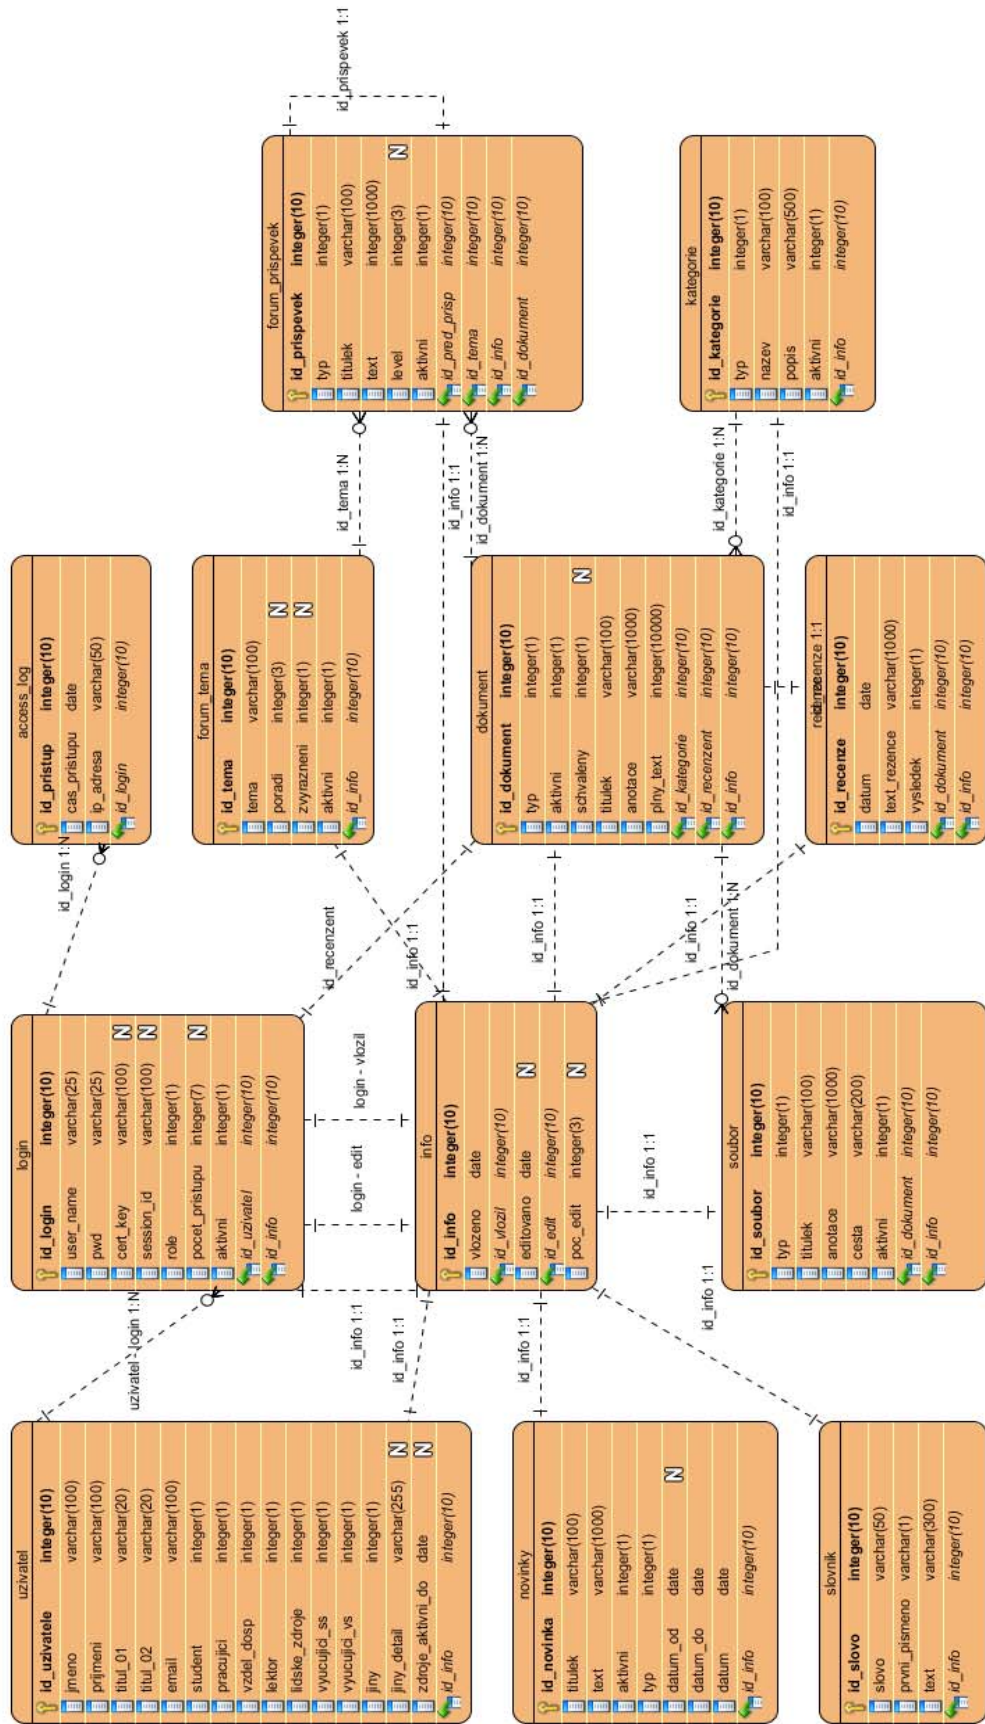 uzivatel
id_uzivatele integer(10)
jmeno varchar(100)
prijmeni varchar(100)
titul_01 varchar(20)
titul_02 varchar(20)
email varchar(100)
student integer(1)
pracujici integer(1)
vzdel_dosp integer(1)
lektor integer(1)
lidske_zdroje integer(1)
vyucujici_ss integer(1)
vyucujici_vs integer(1)
jiny integer(1)
jiny_detail varchar(255) N
zdroje_aktivni_do date N
id_info integer(10)
uzivatel - login 1:N
login
id_login integer(10)
user_name varchar(25)
pwd varchar(25)
cert_key varchar(100) N
session_id varchar(100) N
role integer(1)
pocet_pristupu integer(7) N
aktivni integer(1)
id_uzivatel integer(10)
id_info integer(10)
id_login 1:N
access_log
id_pristup integer(10)
cas_pristupu date
ip_adresa varchar(50)
id_login integer(10)
forum_tema
id_tema integer(10)
tema varchar(100)
poradi integer(3) N
zvyrazneni integer(1) N
aktivni integer(1)
id_info integer(10)
id_tema 1:N
forum_prispevek
id_prispevek integer(10)
typ integer(1)
titulek varchar(100)
text integer(1000)
level integer(3) N
aktivni integer(1)
id_pred_prisp integer(10)
id_tema integer(10)
id_info integer(10)
id_dokument integer(10)
id_prispevek 1:1
id_info 1:1
id_dokument 1:N
id_recenzent
id_info 1:1
login - edit
login - vlozil
id_info 1:1
id_info 1:1
info
id_info integer(10)
vlozeno date
id_vlozil integer(10)
editovano date N
id_edit integer(10)
poc_edit integer(3) N
id_info 1:1
dokument
id_dokument integer(10)
typ integer(1)
aktivni integer(1)
schvaleny integer(1) N
titulek varchar(100)
anotace varchar(1000)
plny_text integer(10000)
id_kategorie integer(10)
id_recenzent integer(10)
id_info integer(10)
id_kategorie 1:N
id_info 1:1
kategorie
id_kategorie integer(10)
typ integer(1)
nazev varchar(100)
popis varchar(500)
aktivni integer(1)
id_info integer(10)
novinky
id_novinka integer(10)
titulek varchar(100)
text varchar(1000)
aktivni integer(1)
typ integer(1)
datum_od date N
datum_do date
datum date
id_info integer(10)
id_info 1:1
id_info 1:1
id_info 1:1
id_info 1:1
id_dokument 1:N
soubor
id_soubor integer(10)
typ integer(1)
titulek varchar(100)
anotace varchar(1000)
cesta varchar(200)
aktivni integer(1)
id_dokument integer(10)
id_info integer(10)
id_recenze integer(10)
datum date
text_rezence varchar(1000)
vysledek integer(1)
id_dokument integer(10)
id_info integer(10)
slovnik
id_slovo integer(10)
slovo varchar(50)
prvni_pismeno varchar(1)
text varchar(300)
id_info integer(10)